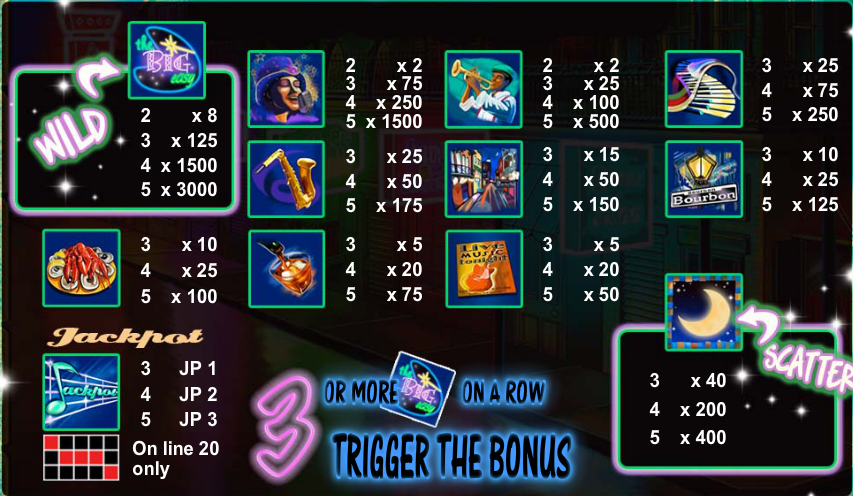 the
BIG
easy
WILD
2 x 8
3 x 125
4 x 1500
5 x 3000
2 x 2
3 x 75
4 x 250
5 x 1500
2 x 2
3 x 25
4 x 100
5 x 500
3 x 25
4 x 75
5 x 250
3 x 25
4 x 50
5 x 175
3 x 15
4 x 50
5 x 150
Bourbon
3 x 10
4 x 25
5 x 125
3 x 10
4 x 25
5 x 100
3 x 5
4 x 20
5 x 75
LIVE
MUSIC
tonight
3 x 5
4 x 20
5 x 50
Jackpot
Jackpot
3 JP 1
4 JP 2
5 JP 3
On line 20
only
3 OR MORE the BIG easy ON A ROW
TRIGGER THE BONUS
SCATTER
3 x 40
4 x 200
5 x 400